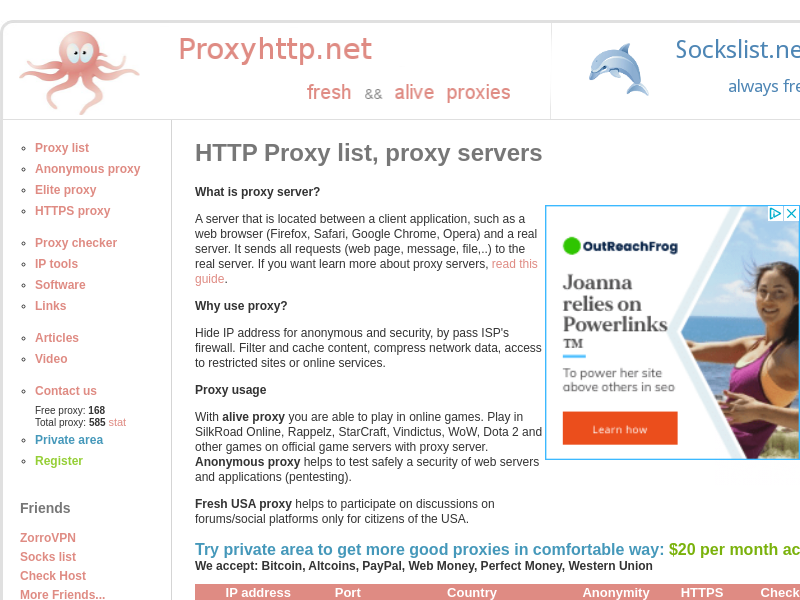 Proxyhttp.net
fresh && alive proxies
Sockslist.ne
always fre
Proxy list
Anonymous proxy
Elite proxy
HTTPS proxy
Proxy checker
IP tools
Software
Links
Articles
Video
Contact us
Free proxy: 168
Total proxy: 585 stat
Private area
Register
Friends
ZorroVPN
Socks list
Check Host
More Friends...
HTTP Proxy list, proxy servers
What is proxy server?
A server that is located between a client application, such as a
web browser (Firefox, Safari, Google Chrome, Opera) and a real
server. It sends all requests (web page, message, file,..) to the
real server. If you want learn more about proxy servers, read this
guide.
Why use proxy?
Hide IP address for anonymous and security, by pass ISP's
firewall. Filter and cache content, compress network data, access
to restricted sites or online services.
Proxy usage
With alive proxy you are able to play in online games. Play in
SilkRoad Online, Rappelz, StarCraft, Vindictus, WoW, Dota 2 and
other games on official game servers with proxy server.
Anonymous proxy helps to test safely a security of web servers
and applications (pentesting).
Fresh USA proxy helps to participate on discussions on
forums/social platforms only for citizens of the USA.
OutReachFrog
Joanna
relies on
Powerlinks
™
To power her site
above others in seo
Learn how
Try private area to get more good proxies in comfortable way: $20 per month ac
We accept: Bitcoin, Altcoins, PayPal, Web Money, Perfect Money, Western Union
IP address Port Country Anonymity HTTPS Check